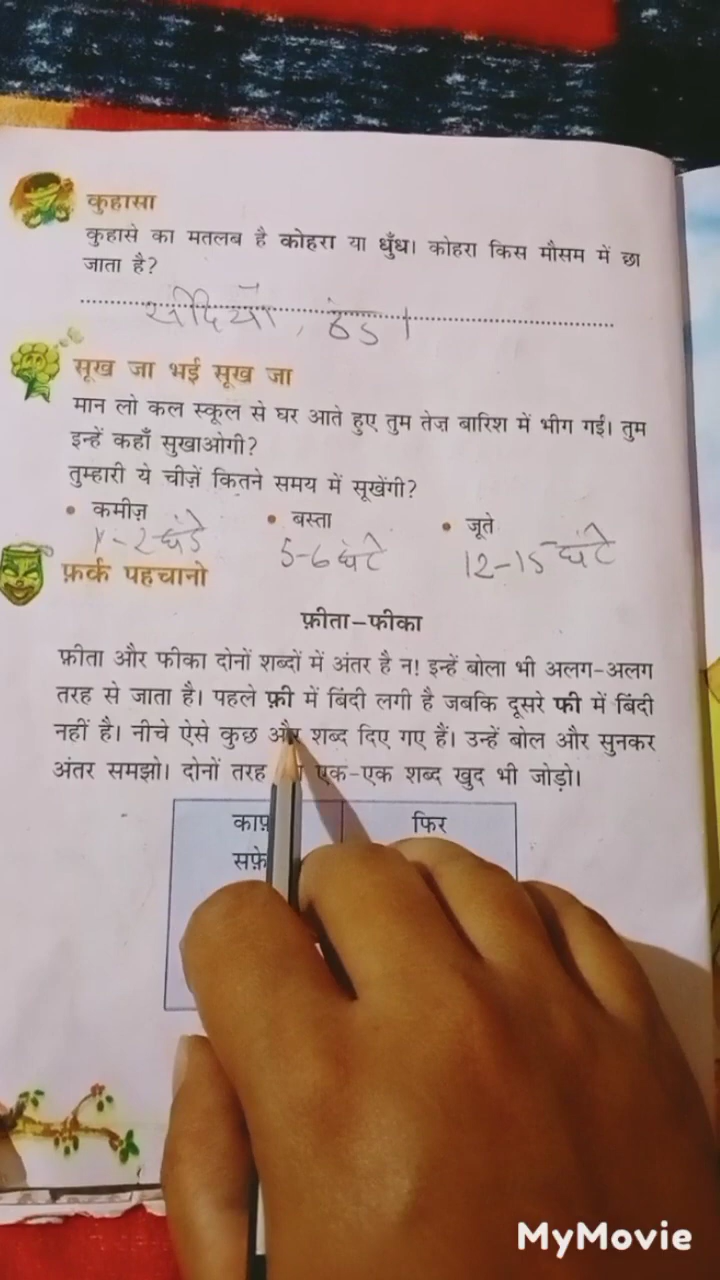 कुहासा
कुहासे का मतलब है कोहरा या धुँध। कोहरा किस मौसम में छा
जाता है?
सर्दियों, ठंड।
सूख जा भई सूख जा
मान लो कल स्कूल से घर आते हुए तुम तेज़ बारिश में भीग गईं। तुम
इन्हें कहाँ सुखाओगी?
तुम्हारी ये चीज़ें कितने समय में सूखेंगी?
• कमीज़ • बस्ता • जूते
1-2 घंटे 5-6 घंटे 12-15 घंटे
फ़र्क पहचानो
फ़ीता-फीका
फ़ीता और फीका दोनों शब्दों में अंतर है न! इन्हें बोला भी अलग-अलग
तरह से जाता है। पहले फ़ी में बिंदी लगी है जबकि दूसरे फी में बिंदी
नहीं है। नीचे ऐसे कुछ और शब्द दिए गए हैं। उन्हें बोल और सुनकर
अंतर समझो। दोनों तरह एक-एक शब्द खुद भी जोड़ो।
फिर
MyMovie